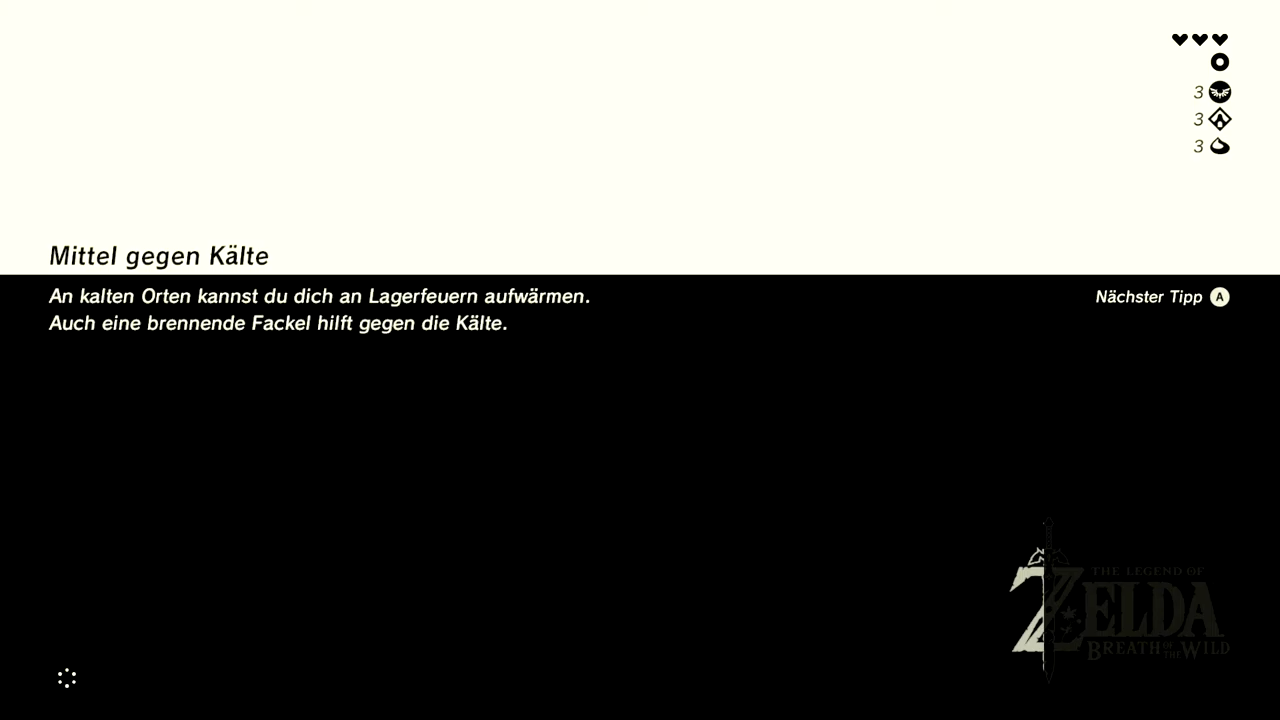 3
3
3
Mittel gegen Kälte
An kalten Orten kannst du dich an Lagerfeuern aufwärmen.
Auch eine brennende Fackel hilft gegen die Kälte.
Nächster Tipp A
THE LEGEND OF
ZELDA
BREATH OF THE WILD